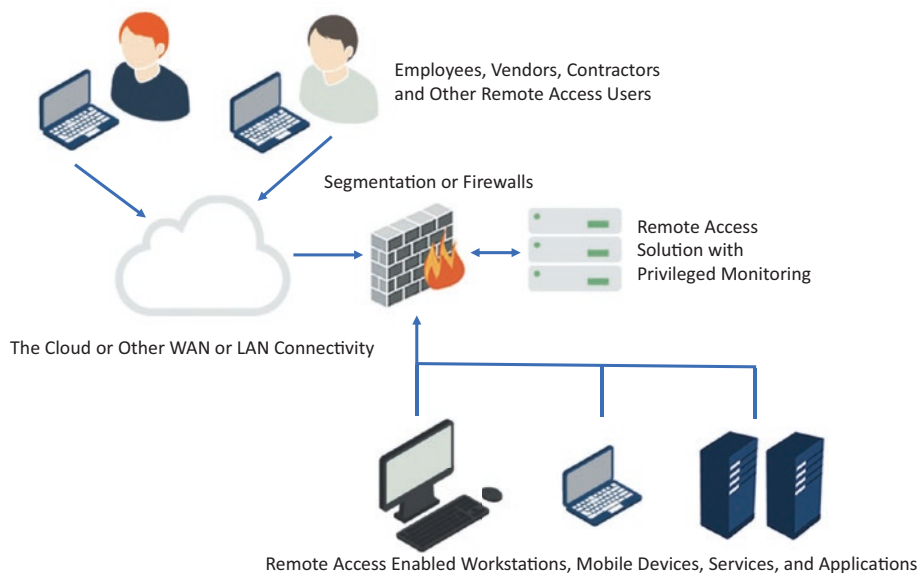 Employees, Vendors, Contractors
and Other Remote Access Users
Segmentation or Firewalls
Remote Access
Solution with
Privileged Monitoring
The Cloud or Other WAN or LAN Connectivity
Remote Access Enabled Workstations, Mobile Devices, Services, and Applications